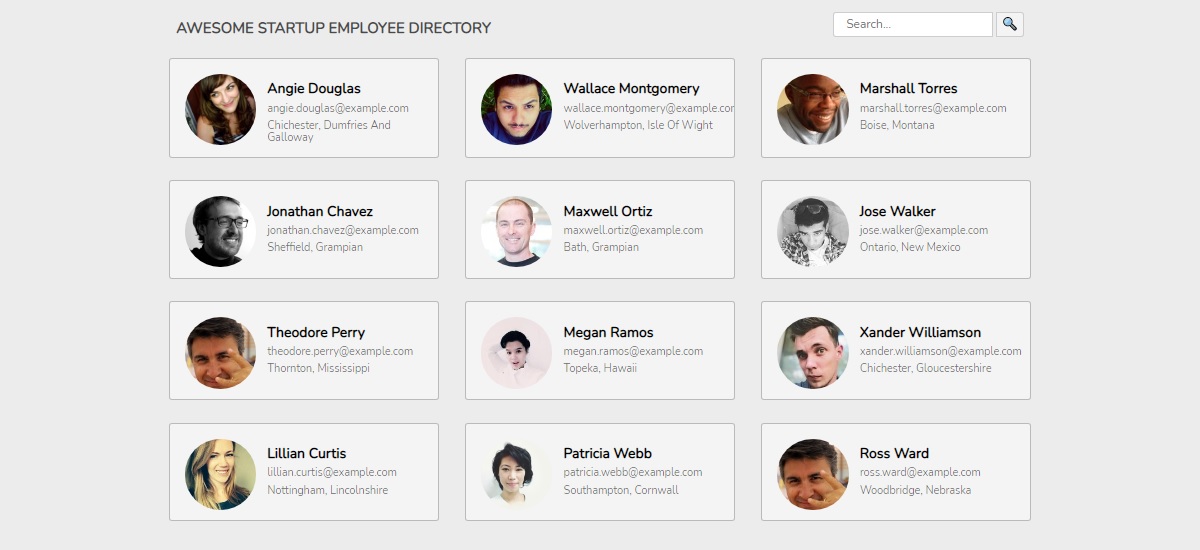 AWESOME STARTUP EMPLOYEE DIRECTORY
Search...
Angie Douglas
angie.douglas@example.com
Chichester, Dumfries And
Galloway
Wallace Montgomery
wallace.montgomery@example.cor
Wolverhampton, Isle Of Wight
Marshall Torres
marshall.torres@example.com
Boise, Montana
Jonathan Chavez
jonathan.chavez@example.com
Sheffield, Grampian
Maxwell Ortiz
maxwell.ortiz@example.com
Bath, Grampian
Jose Walker
jose.walker@example.com
Ontario, New Mexico
Theodore Perry
theodore.perry@example.com
Thornton, Mississippi
Megan Ramos
megan.ramos@example.com
Topeka, Hawaii
Xander Williamson
xander.williamson@example.com
Chichester, Gloucestershire
Lillian Curtis
lillian.curtis@example.com
Nottingham, Lincolnshire
Patricia Webb
patricia.webb@example.com
Southampton, Cornwall
Ross Ward
ross.ward@example.com
Woodbridge, Nebraska